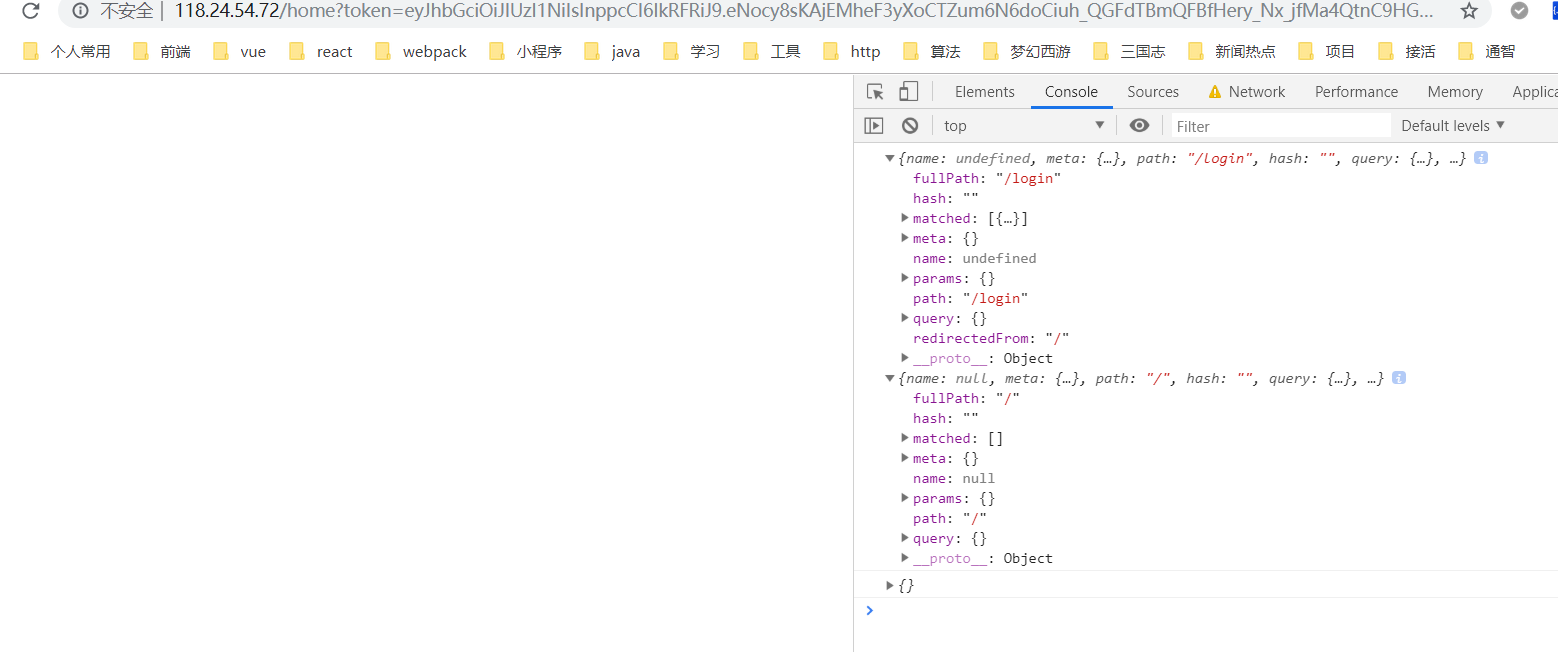 不安全 | 118.24.54.72/home?token=eyJhbGciOiJIUzI1NiIsInppcCI6IkRFRiJ9.eNocy8sKAjEMheF3yXoCTZum6N6doCiuh_QGFdTBmQFBfHery_Nx_jfMa4QtnC9HG...
个人常用 前端 vue react webpack 小程序 java 学习 工具 http 算法 梦幻西游 三国志 新闻热点 项目 接活 通智
Elements Console Sources Network Performance Memory Applica
top Filter Default levels
{name: undefined, meta: {…}, path: "/login", hash: "", query: {…}, …}
fullPath: "/login"
hash: ""
matched: [{…}]
meta: {}
name: undefined
params: {}
path: "/login"
query: {}
redirectedFrom: "/"
__proto__: Object
{name: null, meta: {…}, path: "/", hash: "", query: {…}, …}
fullPath: "/"
hash: ""
matched: []
meta: {}
name: null
params: {}
path: "/"
query: {}
__proto__: Object
{}